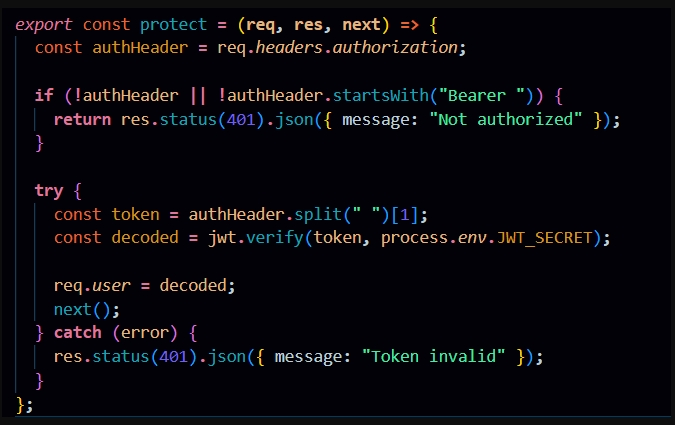 export const protect = (req, res, next) => {
  const authHeader = req.headers.authorization;

  if (!authHeader || !authHeader.startsWith("Bearer ")) {
    return res.status(401).json({ message: "Not authorized" });
  }

  try {
    const token = authHeader.split(" ")[1];
    const decoded = jwt.verify(token, process.env.JWT_SECRET);

    req.user = decoded;
    next();
  } catch (error) {
    res.status(401).json({ message: "Token invalid" });
  }
};